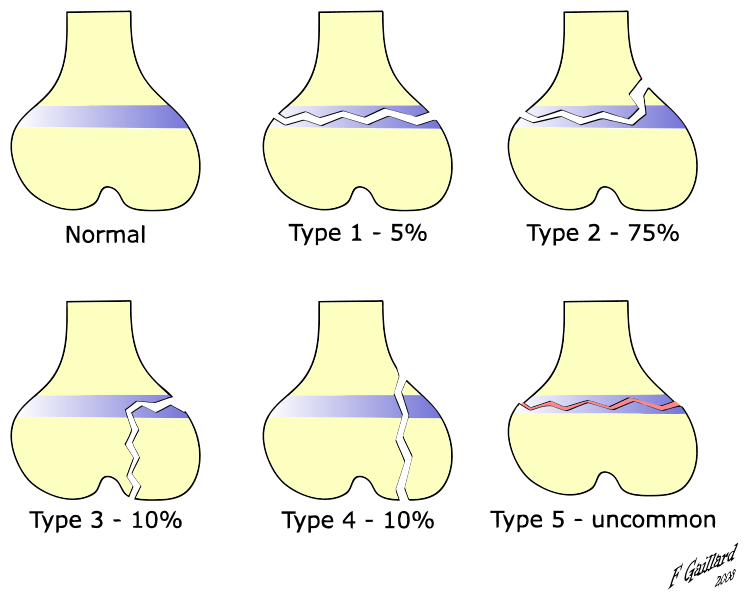 Normal
Type 1 - 5%
Type 2 - 75%
Type 3 - 10%
Type 4 - 10%
Type 5 - uncommon
F Gaillard
2008